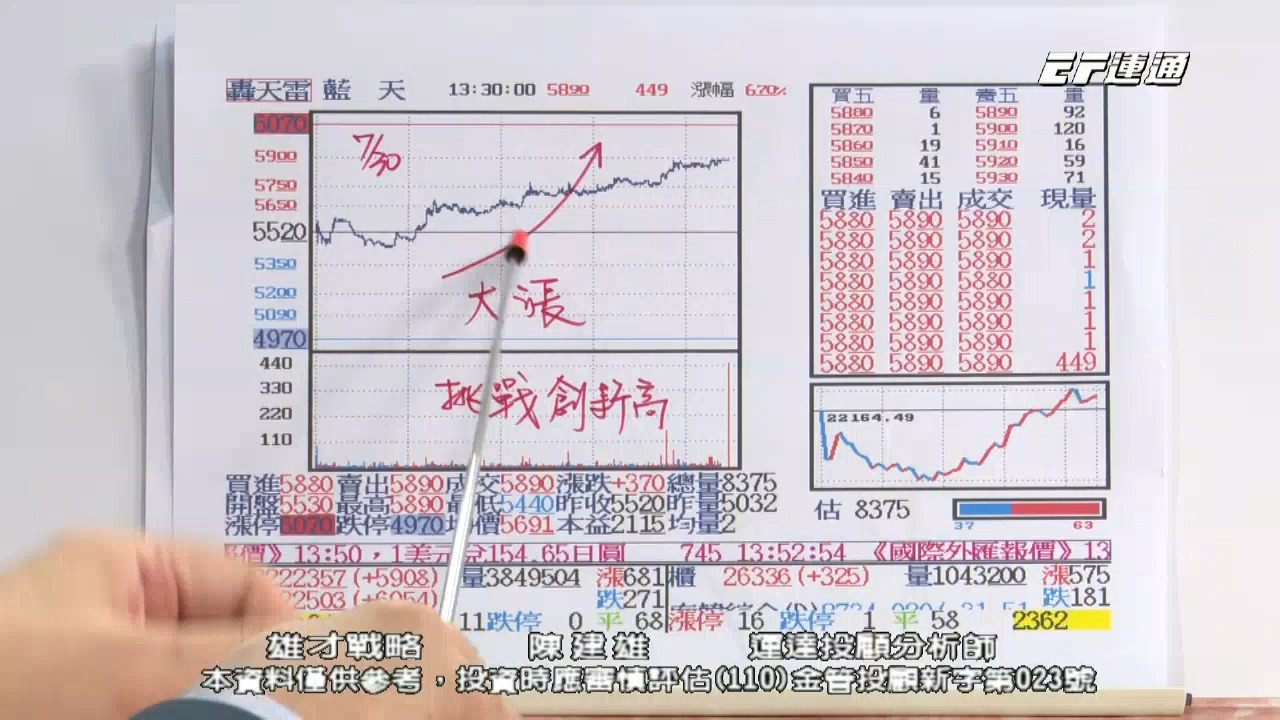 EF運通
轟天雷 藍 天 13:30:00 5890 449 漲幅 6.70%
6070
5900
5750
5650
5520
5350
5200
5090
4970
440
330
220
110
7/30
大漲
挑戰創新高
買五 量 賣五 量
5880 6 5890 92
5870 1 5900 120
5860 19 5910 16
5850 41 5920 59
5840 15 5930 71
買進 賣出 成交 現量
5880 5890 5890 2
5880 5890 5890 2
5880 5890 5890 1
5880 5890 5890 1
5880 5890 5890 1
5880 5890 5890 1
5880 5890 5890 1
5880 5890 5890 449
22164.49
估 8375
37 63
買進5880 賣出5890 成交5890 漲跌+370 總量8375
開盤5530 最高5890 最低5440 昨收5520 昨量5032
漲停6070 跌停4970 均價5691 本益2115 均量2
價》13:50，1美元兌154.65日圓 745 13:52:54 《國際外匯報價》13
22357 (+5908) 量3849504 漲681 櫃 26336 (+325) 量1043200 漲575
22503 (+6054) 跌271 跌181
11 跌停 0 平 68 漲停 16 跌停 1 平 58 2362
雄才戰略 陳建雄 運達投顧分析師
本資料僅供參考，投資時應審慎評估(110)金管投顧新字第023號